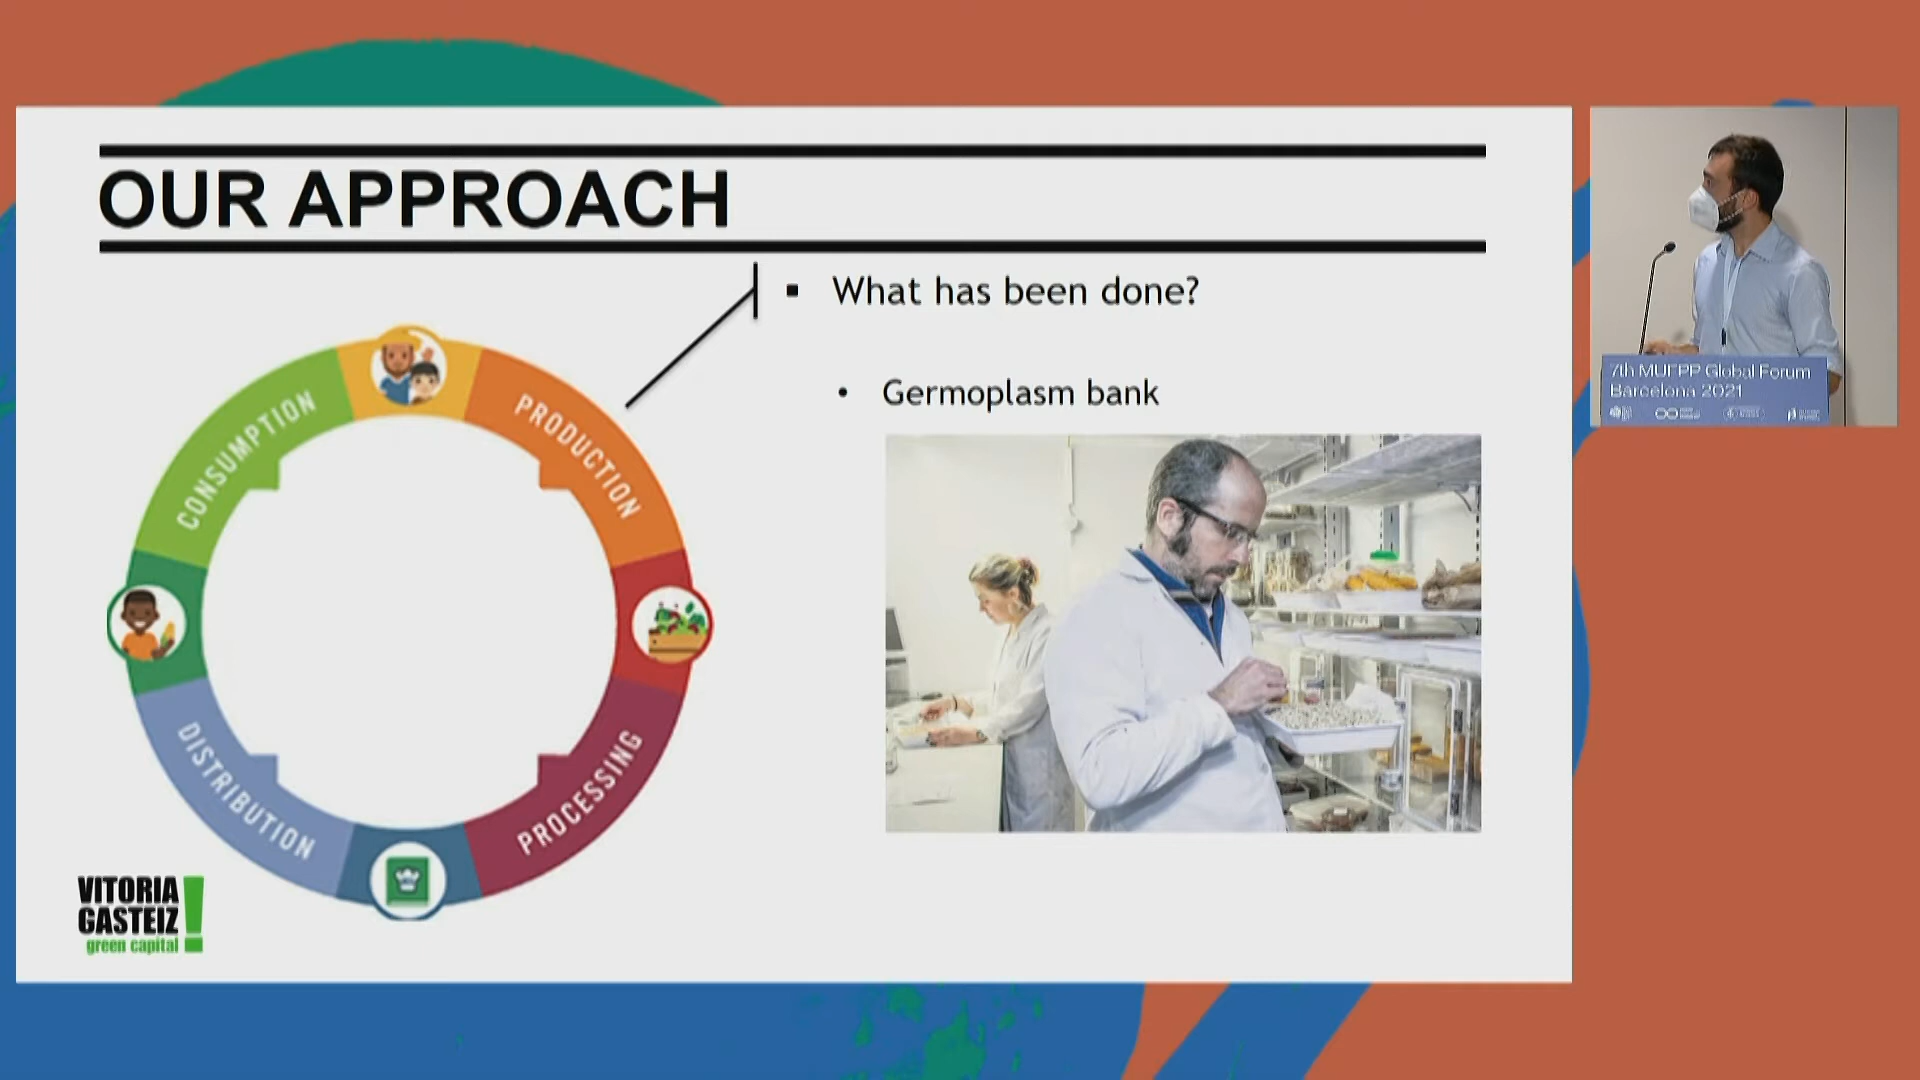 OUR APPROACH
▪ What has been done?
• Germoplasm bank
CONSUMPTION
PRODUCTION
DISTRIBUTION
PROCESSING
VITORIA
GASTEIZ
green capital
7th MUFPP Global Forum
Barcelona 2021